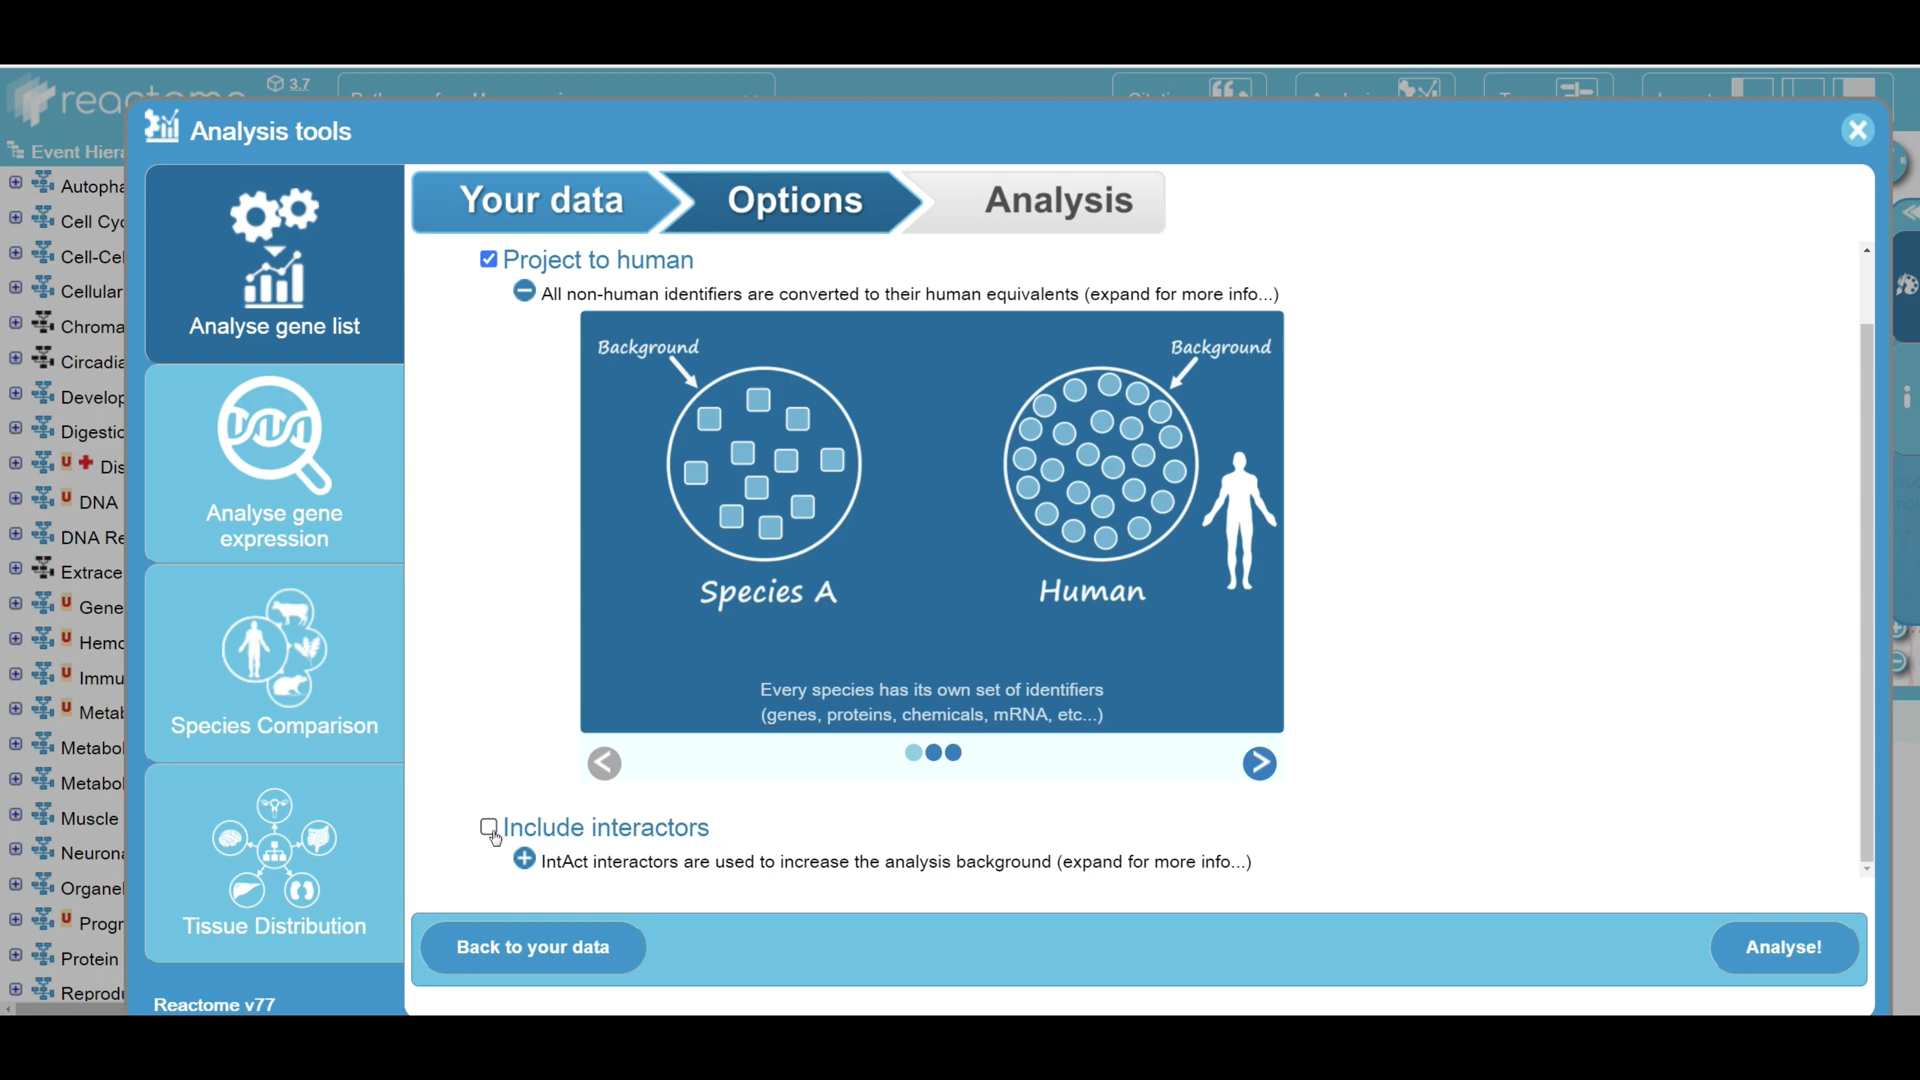 3.7
Analysis tools
Event Hiera
Autopha
Cell Cyc
Cell-Cel
Cellular
Chroma
Circadia
Develop
Digestio
Dis
DNA
DNA Re
Extrace
Gene
Hemo
Immu
Metab
Metabol
Metabol
Muscle
Neurona
Organel
Progr
Protein
Reprodu
Analyse gene list
Analyse gene
expression
Species Comparison
Tissue Distribution
Reactome v77
Your data
Options
Analysis
Project to human
All non-human identifiers are converted to their human equivalents (expand for more info...)
Background
Background
Species A
Human
Every species has its own set of identifiers
(genes, proteins, chemicals, mRNA, etc...)
Include interactors
IntAct interactors are used to increase the analysis background (expand for more info...)
Back to your data
Analyse!